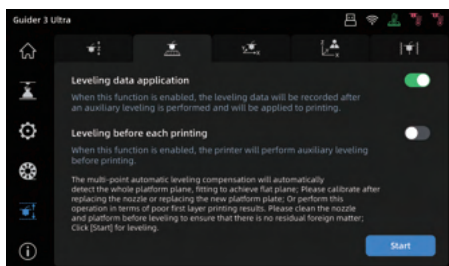 Guider 3 Ultra
Leveling data application
When this function is enabled, the leveling data will be recorded after
an auxiliary leveling is performed and will be applied to printing.
Leveling before each printing
When this function is enabled, the printer will perform auxiliary leveling
before printing.
The multi-point automatic leveling compensation will automatically
detect the whole platform plane, fitting to achieve flat plane; Please calibrate after
replacing the nozzle or replacing the new platform plate; Or perform this
operation in terms of poor first layer printing results. Please clean the nozzle
and platform before leveling to ensure that there is no residual foreign matter;
Click [Start] for leveling.
Start